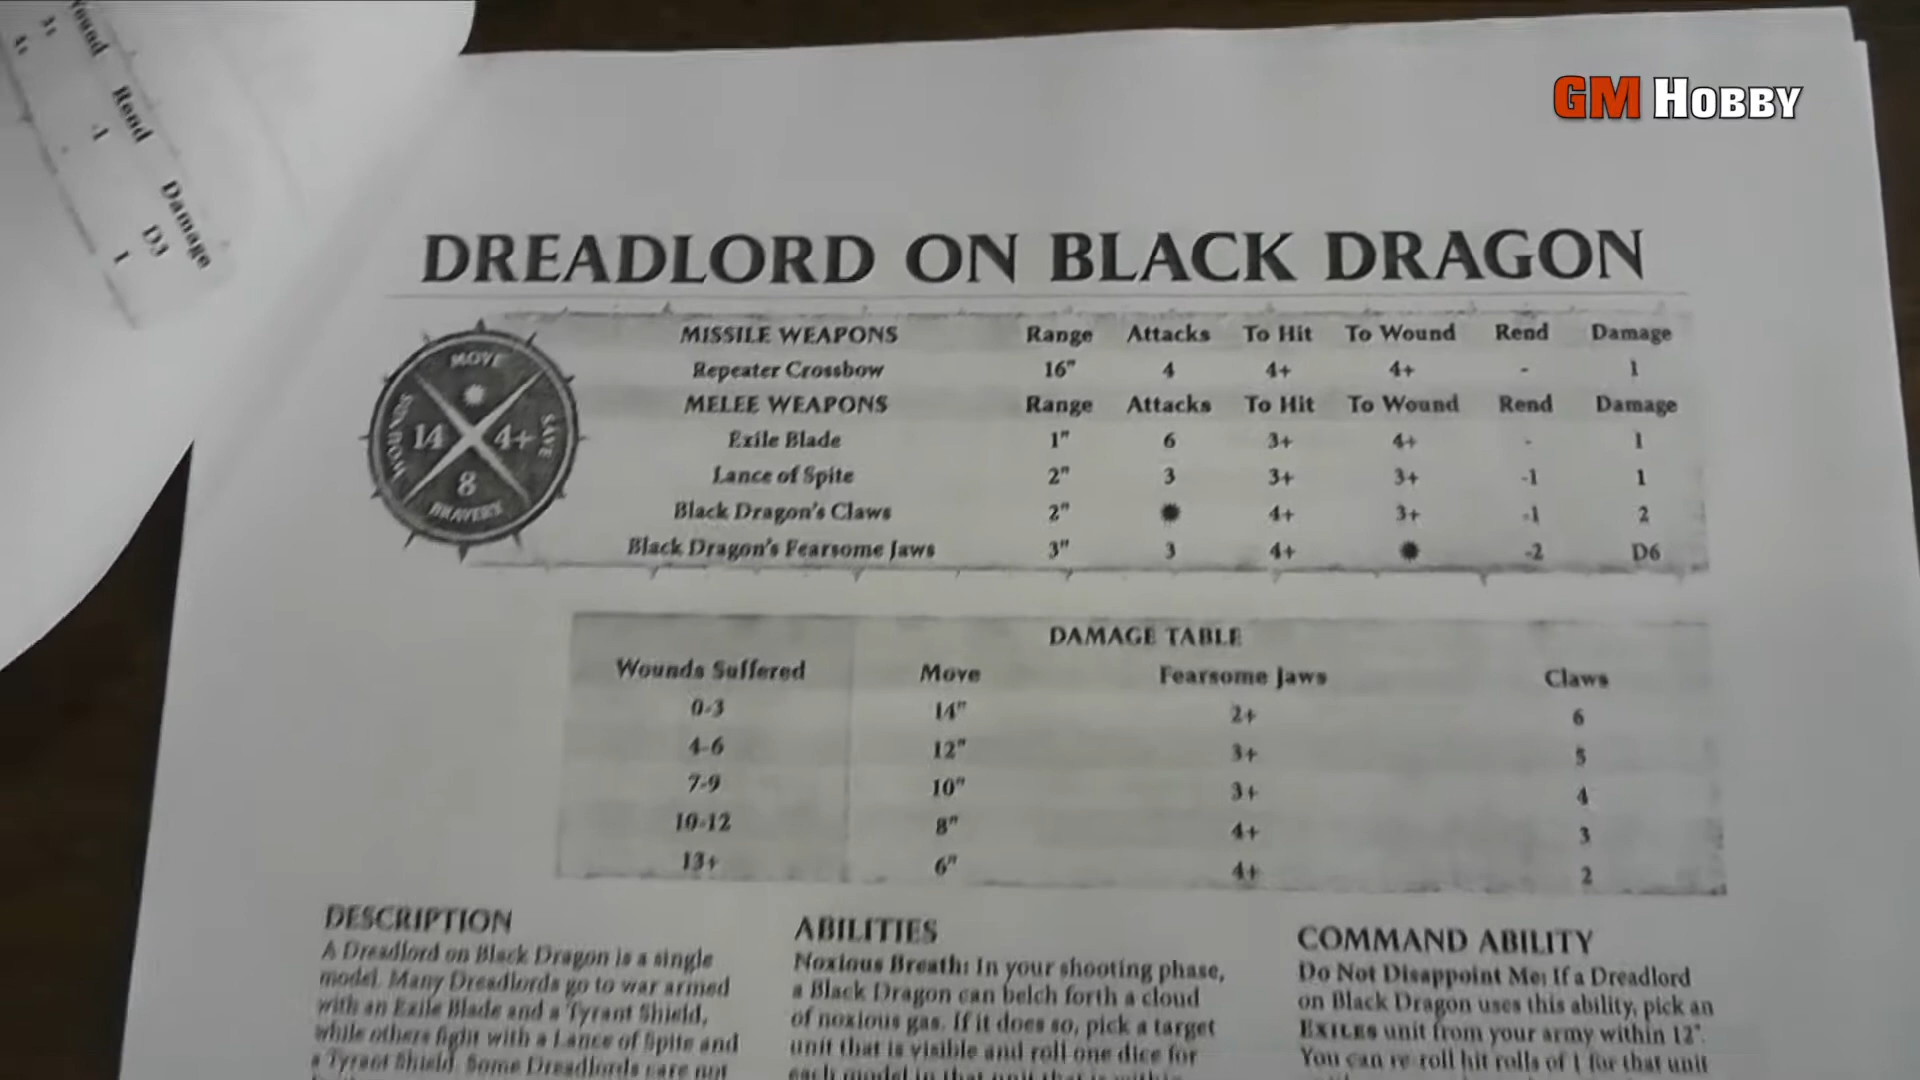 GM HOBBY
Rend Damage
-1 D3
1
DREADLORD ON BLACK DRAGON
MOVE
14 4+ SAVE
WOUNDS
8
BRAVERY
MISSILE WEAPONS Range Attacks To Hit To Wound Rend Damage
Repeater Crossbow 16" 4 4+ 4+ - 1
MELEE WEAPONS Range Attacks To Hit To Wound Rend Damage
Exile Blade 1" 6 3+ 4+ - 1
Lance of Spite 2" 3 3+ 3+ -1 1
Black Dragon's Claws 2" ✹ 4+ 3+ -1 2
Black Dragon's Fearsome Jaws 3" 3 4+ ✹ -2 D6
DAMAGE TABLE
Wounds Suffered Move Fearsome Jaws Claws
0-3 14" 2+ 6
4-6 12" 3+ 5
7-9 10" 3+ 4
10-12 8" 4+ 3
13+ 6" 4+ 2
DESCRIPTION
A Dreadlord on Black Dragon is a single
model. Many Dreadlords go to war armed
with an Exile Blade and a Tyrant Shield,
while others fight with a Lance of Spite and
a Tyrant Shield. Some Dreadlords care not
ABILITIES
Noxious Breath: In your shooting phase,
a Black Dragon can belch forth a cloud
of noxious gas. If it does so, pick a target
unit that is visible and roll one dice for
each model in that unit that is within
COMMAND ABILITY
Do Not Disappoint Me: If a Dreadlord
on Black Dragon uses this ability, pick an
EXILES unit from your army within 12".
You can re-roll hit rolls of 1 for that unit